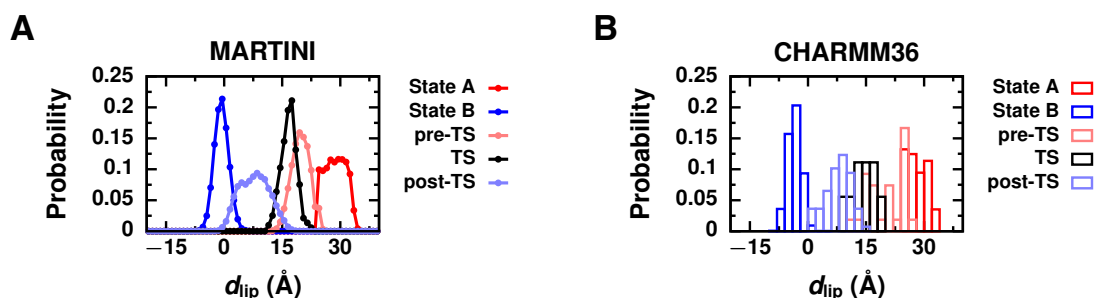 A
MARTINI
Probability
0.25
0.2
0.15
0.1
0.05
0
−15
0
15
30
d_lip (Å)
State A
State B
pre-TS
TS
post-TS
B
CHARMM36
Probability
0.25
0.2
0.15
0.1
0.05
0
−15
0
15
30
d_lip (Å)
State A
State B
pre-TS
TS
post-TS